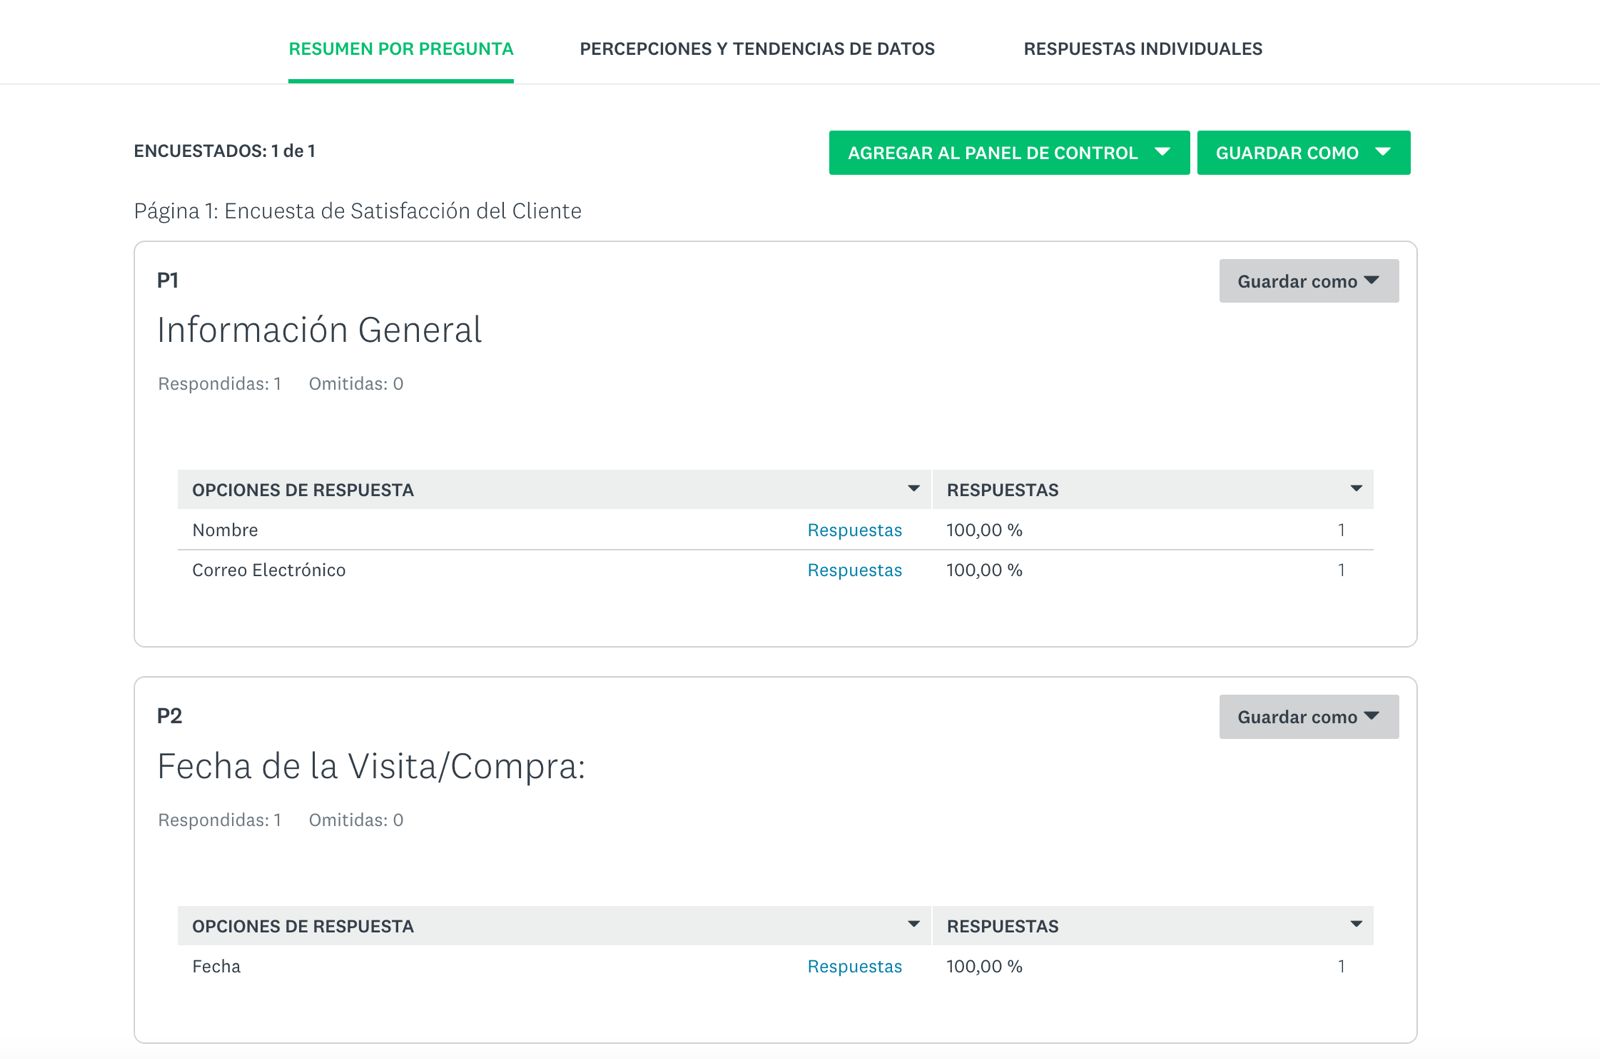 RESUMEN POR PREGUNTA PERCEPCIONES Y TENDENCIAS DE DATOS RESPUESTAS INDIVIDUALES
ENCUESTADOS: 1 de 1 AGREGAR AL PANEL DE CONTROL GUARDAR COMO
Página 1: Encuesta de Satisfacción del Cliente
P1 Guardar como
Información General
Respondidas: 1 Omitidas: 0
OPCIONES DE RESPUESTA RESPUESTAS
Nombre Respuestas 100,00 % 1
Correo Electrónico Respuestas 100,00 % 1
P2 Guardar como
Fecha de la Visita/Compra:
Respondidas: 1 Omitidas: 0
OPCIONES DE RESPUESTA RESPUESTAS
Fecha Respuestas 100,00 % 1